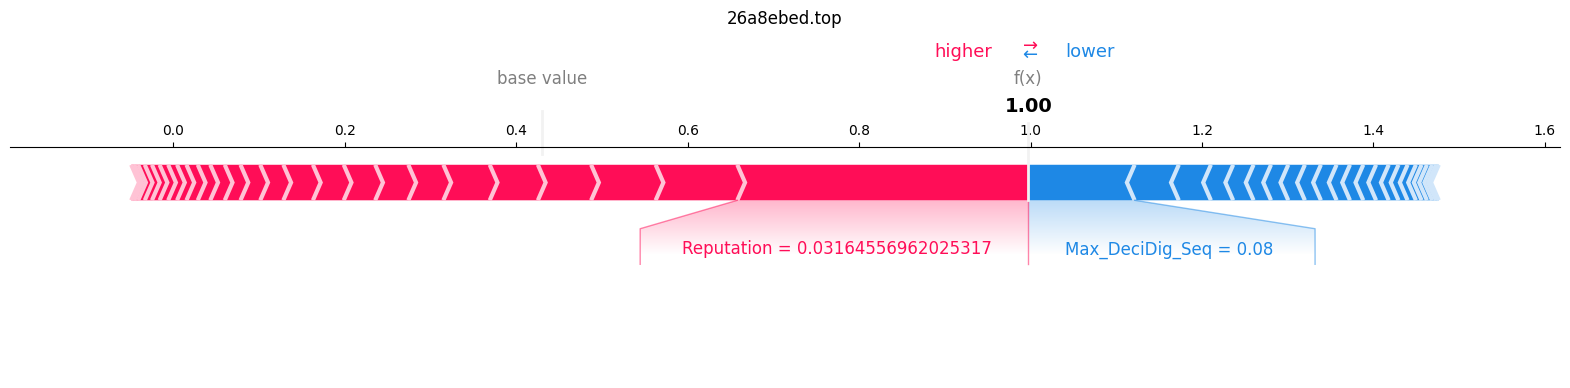 26a8ebed.top
higher ⇄ lower
base value f(x)
1.00
0.0 0.2 0.4 0.6 0.8 1.0 1.2 1.4 1.6
Reputation = 0.03164556962025317 Max_DeciDig_Seq = 0.08